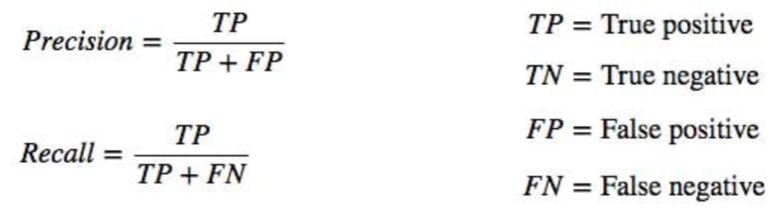 Precision = TP / TP + FP
Recall = TP / TP + FN
TP = True positive
TN = True negative
FP = False positive
FN = False negative